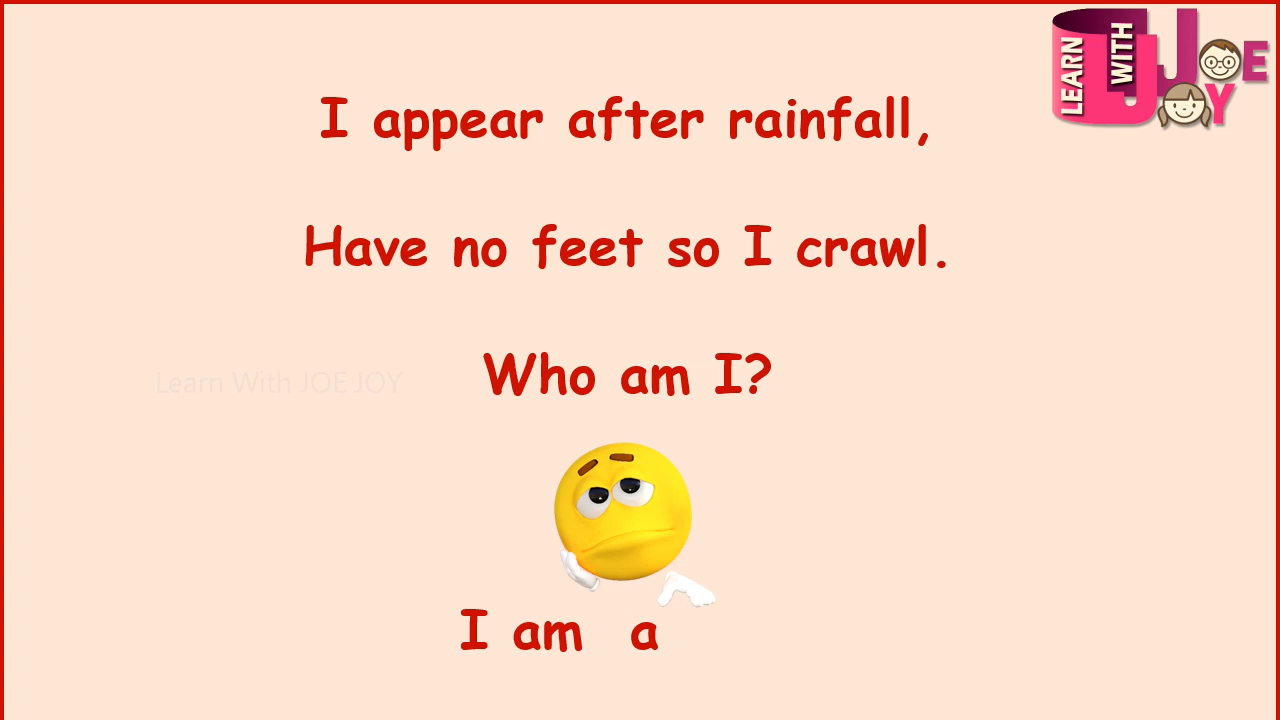 LEARN WITH JOE JOY
I appear after rainfall,
Have no feet so I crawl.
Who am I?
Learn With JOE JOY
I am a